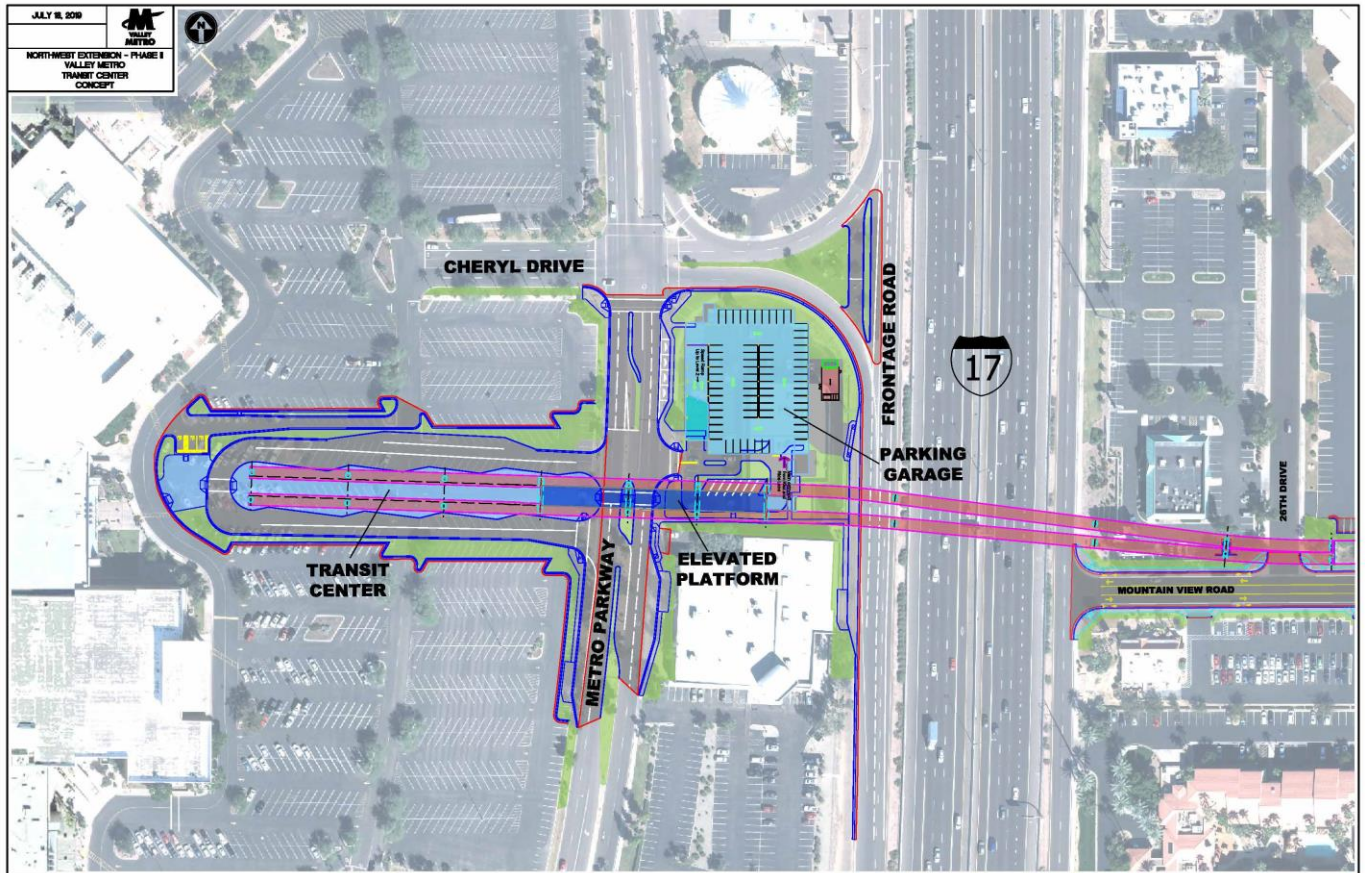 JULY 18, 2019
VALLEY
METRO
NORTHWEST EXTENSION - PHASE II
VALLEY METRO
TRANSIT CENTER
CONCEPT
CHERYL DRIVE
FRONTAGE ROAD
17
PARKING
GARAGE
26TH DRIVE
TRANSIT
CENTER
METRO PARKWAY
ELEVATED
PLATFORM
MOUNTAIN VIEW ROAD